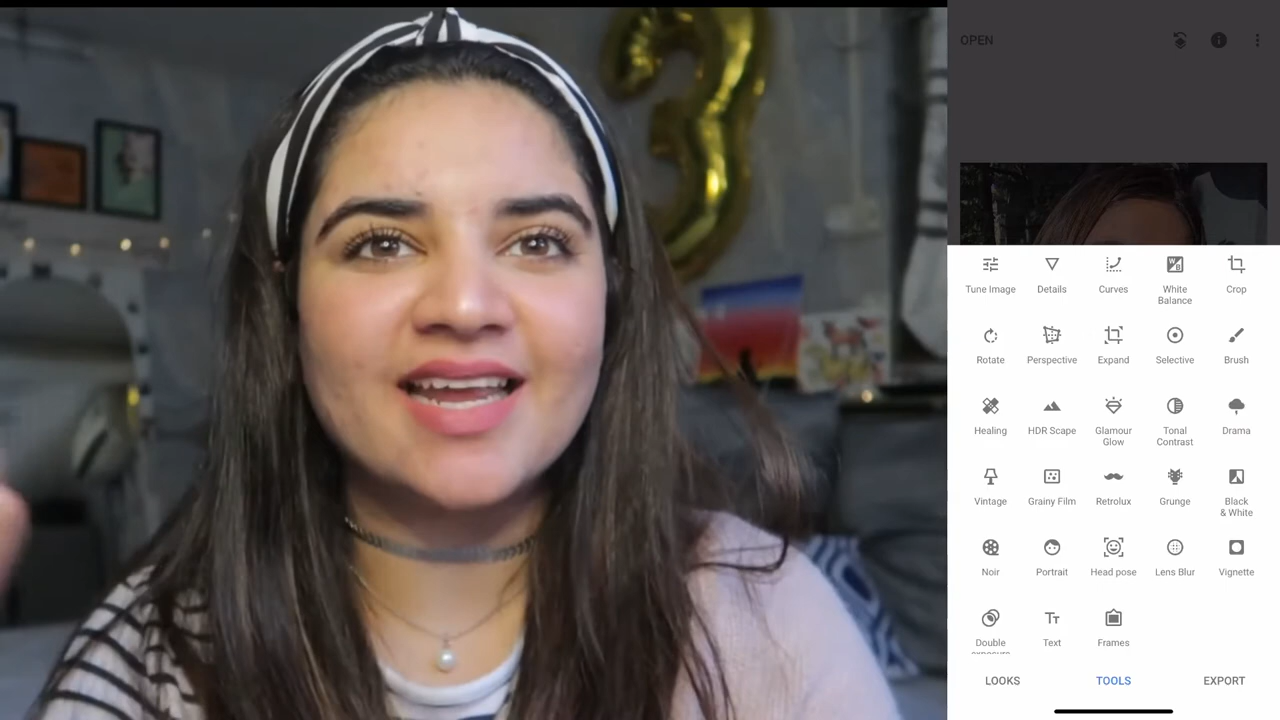 OPEN
Tune Image
Details
Curves
White
Balance
Crop
Rotate
Perspective
Expand
Selective
Brush
Healing
HDR Scape
Glamour
Glow
Tonal
Contrast
Drama
Vintage
Grainy Film
Retrolux
Grunge
Black
& White
Noir
Portrait
Head pose
Lens Blur
Vignette
Double
exposure
Text
Frames
LOOKS
TOOLS
EXPORT